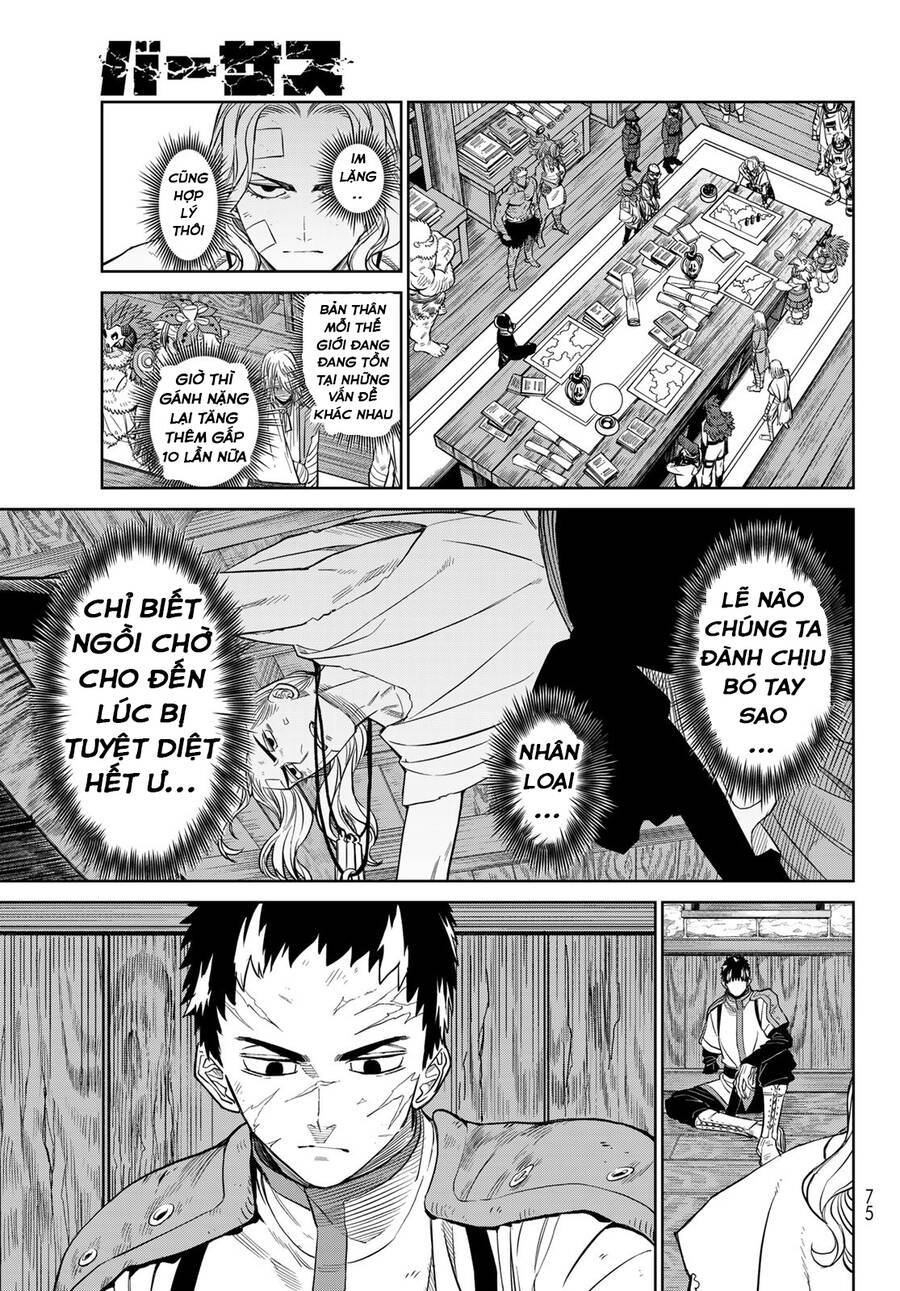 バーサス
IM
LẶNG
..
CŨNG
HỢP
LÝ
THÔI
BẢN THÂN
MỖI THẾ
GIỚI ĐANG
ĐANG TỒN
TẠI NHỮNG
VẤN ĐỀ
KHÁC NHAU
GIỜ THÌ
GÁNH NẶNG
LẠI TĂNG
THÊM GẤP
10 LẦN NỮA
LẼ NÀO
CHÚNG TA
ĐÀNH CHỊU
BÓ TAY
SAO
...
NHÂN
LOẠI
...
CHỈ BIẾT
NGỒI CHỜ
CHO ĐẾN
LÚC BỊ
TUYỆT DIỆT
HẾT Ư...
75